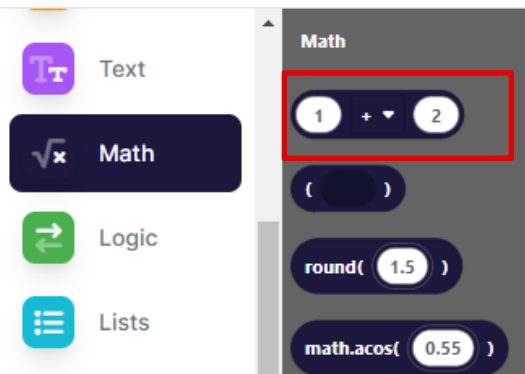 Text
Math
Logic
Lists
Math
1 + 2
( )
round( 1.5 )
math.acos( 0.55 )